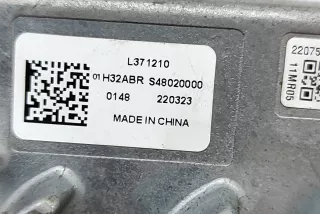 L371210
01 H32ABR S48020000
0148 220323
MADE IN CHINA
22075
11MR05